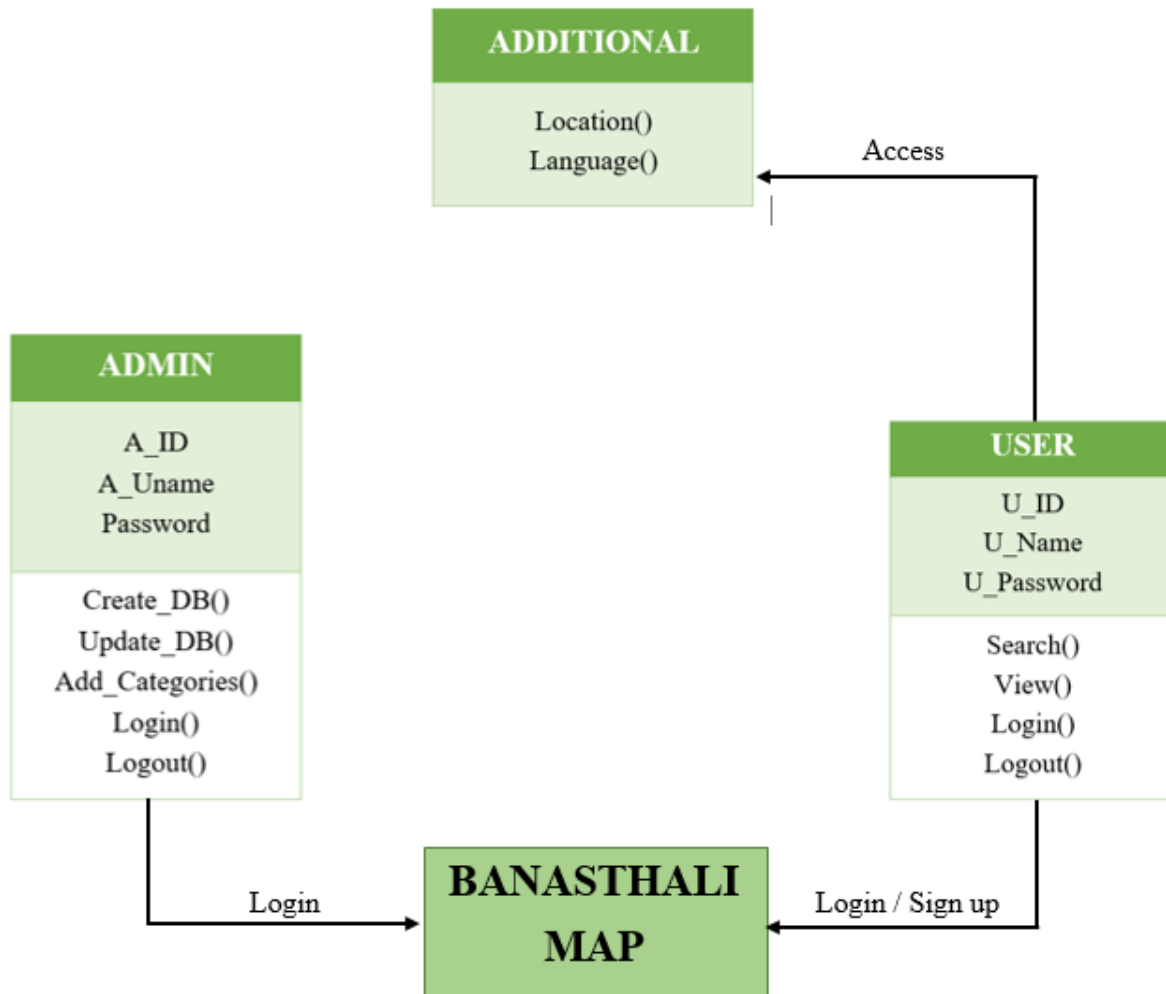 ADDITIONAL
Location()
Language()
Access
ADMIN
A_ID
A_Uname
Password
Create_DB()
Update_DB()
Add_Categories()
Login()
Logout()
USER
U_ID
U_Name
U_Password
Search()
View()
Login()
Logout()
Login
BANASTHALI
MAP
Login / Sign up